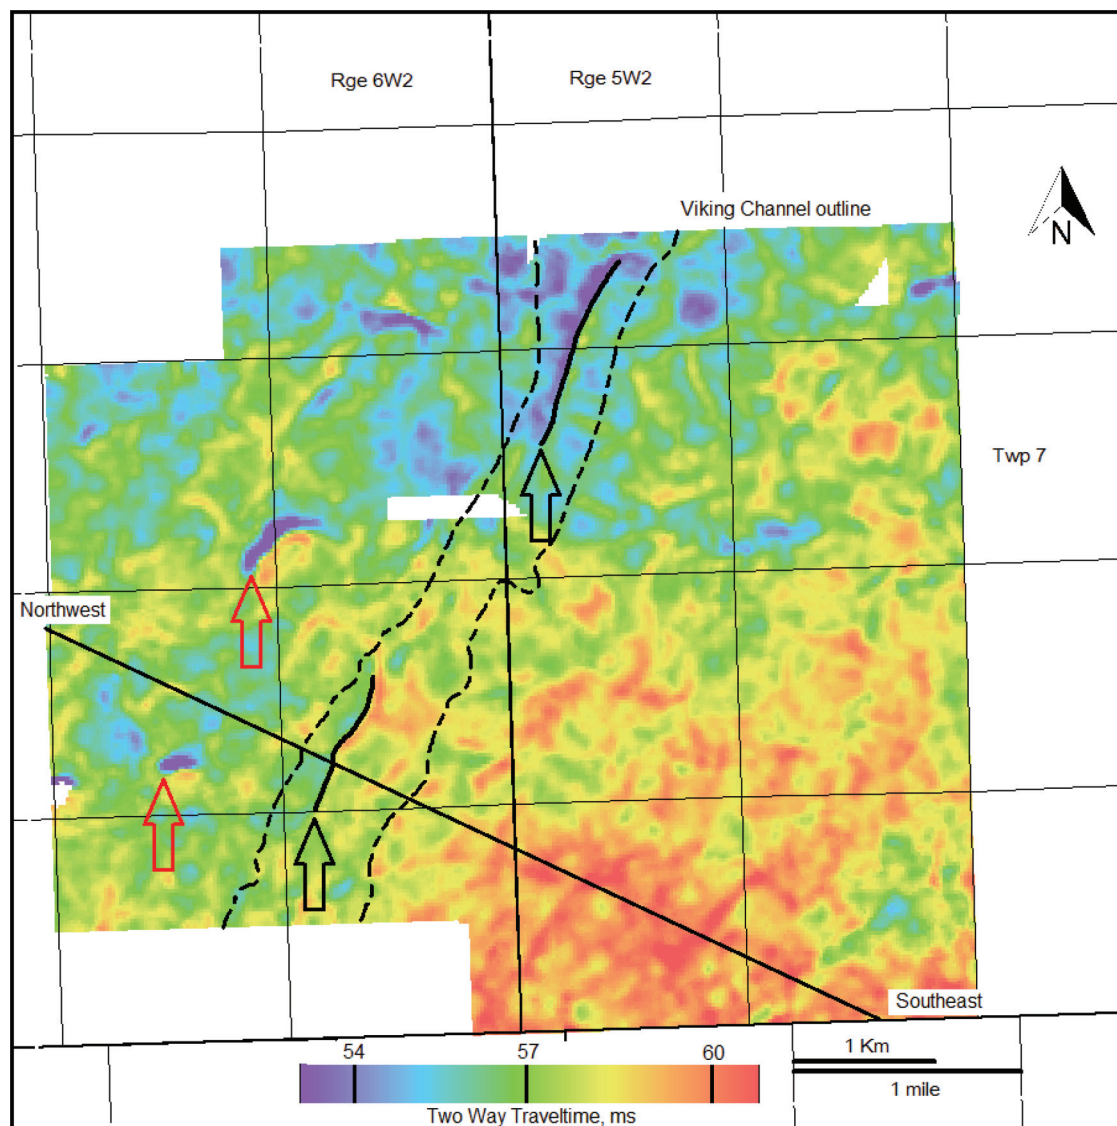 Rge 6W2
Rge 5W2
Viking Channel outline
N
Twp 7
Northwest
Southeast
54
57
60
Two Way Traveltime, ms
1 Km
1 mile